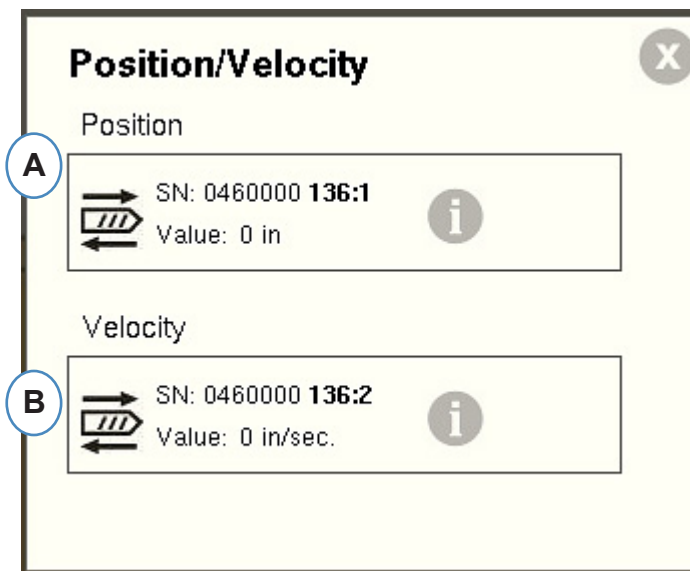 Position/Velocity
X
Position
A
SN: 0460000 136:1
Value: 0 in
i
Velocity
B
SN: 0460000 136:2
Value: 0 in/sec.
i